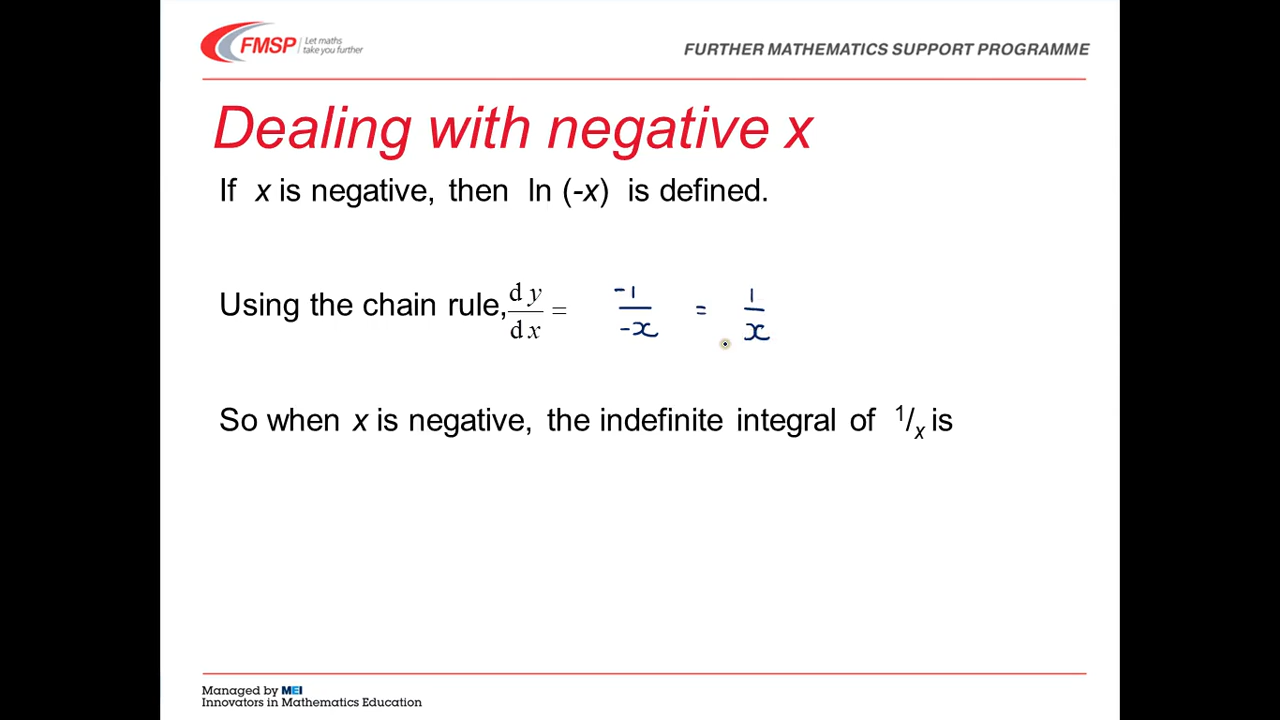 FMSP Let maths take you further
FURTHER MATHEMATICS SUPPORT PROGRAMME
Dealing with negative x
If x is negative, then ln (-x) is defined.
Using the chain rule, dy/dx = -1/-x = 1/x
So when x is negative, the indefinite integral of 1/x is
Managed by MEI
Innovators in Mathematics Education